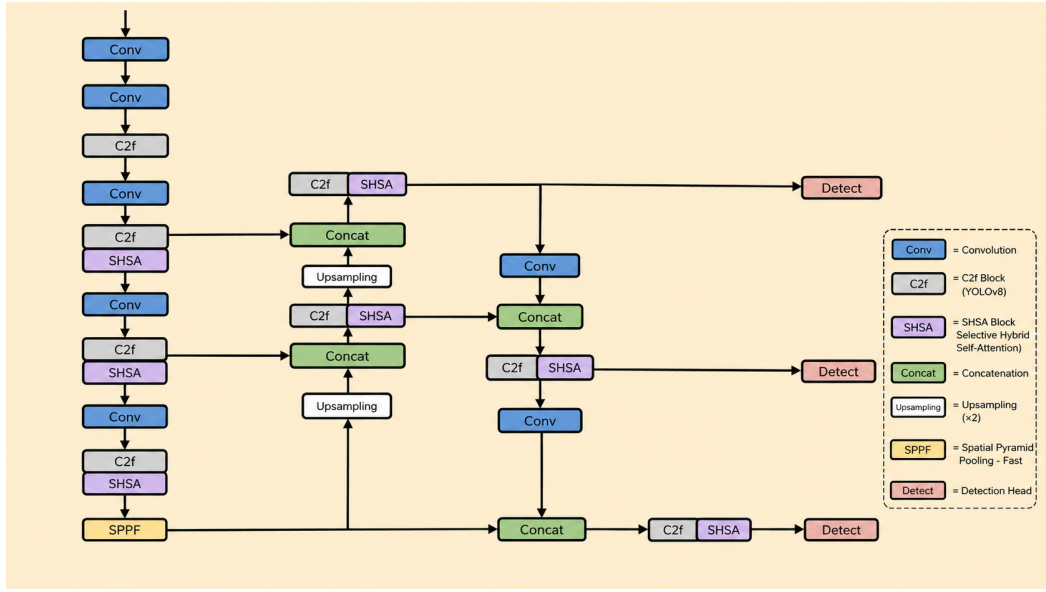 Conv
Conv
C2f
Conv
C2f
SHSA
Conv
C2f
SHSA
Conv
C2f
SHSA
SPPF
C2f SHSA
Concat
Upsampling
C2f SHSA
Concat
Upsampling
Conv
Concat
C2f SHSA
Conv
Concat
C2f SHSA
Detect
Detect
Detect
Conv = Convolution
C2f = C2f Block
(YOLOv8)
SHSA = SHSA Block
Selective Hybrid
Self-Attention)
Concat = Concatenation
Upsampling = Upsampling
(×2)
SPPF = Spatial Pyramid
Pooling - Fast
Detect = Detection Head